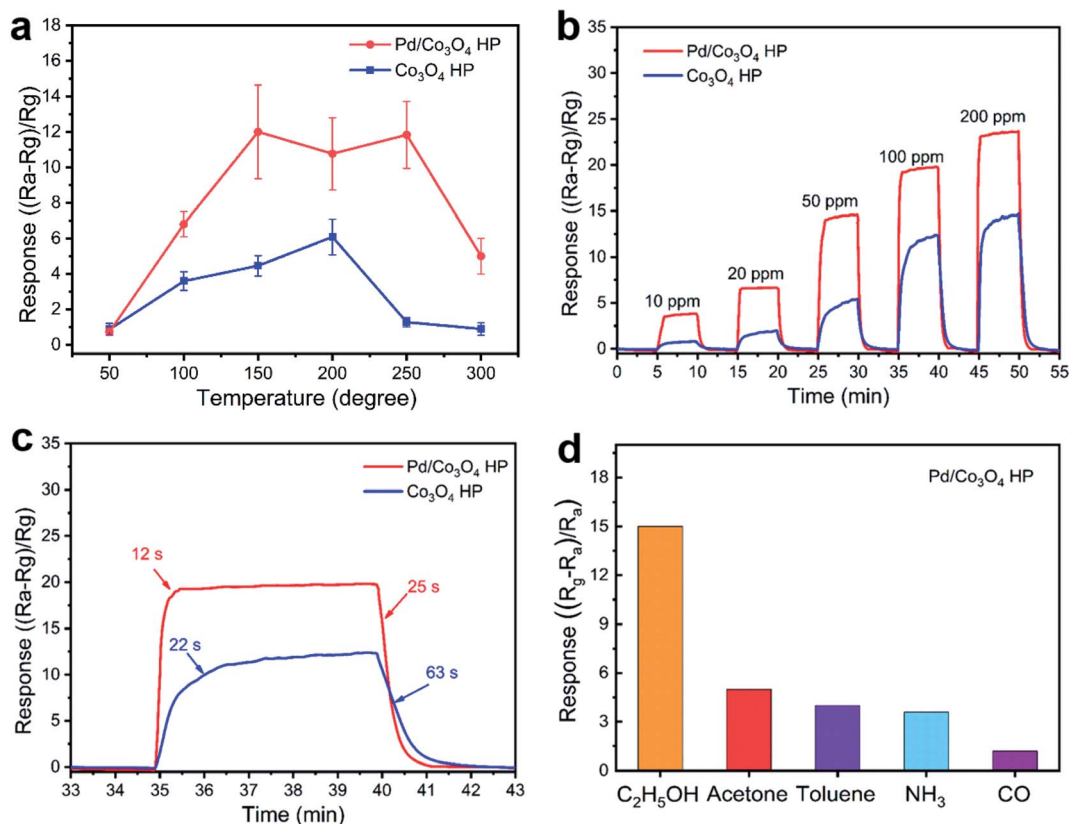 a
Pd/Co₃O₄ HP
Co₃O₄ HP
Response ((Ra-Rg)/Rg)
18
16
14
12
10
8
6
4
2
0
50 100 150 200 250 300
Temperature (degree)
b
Pd/Co₃O₄ HP
Co₃O₄ HP
Response ((Ra-Rg)/Rg)
35
30
25
20
15
10
5
0
10 ppm
20 ppm
50 ppm
100 ppm
200 ppm
0 5 10 15 20 25 30 35 40 45 50 55
Time (min)
c
Pd/Co₃O₄ HP
Co₃O₄ HP
Response ((Ra-Rg)/Rg)
35
30
25
20
15
10
5
0
12 s
25 s
22 s
63 s
33 34 35 36 37 38 39 40 41 42 43
Time (min)
d
Pd/Co₃O₄ HP
Response ((R_g-R_a)/R_a)
18
15
12
9
6
3
0
C₂H₅OH Acetone Toluene NH₃ CO